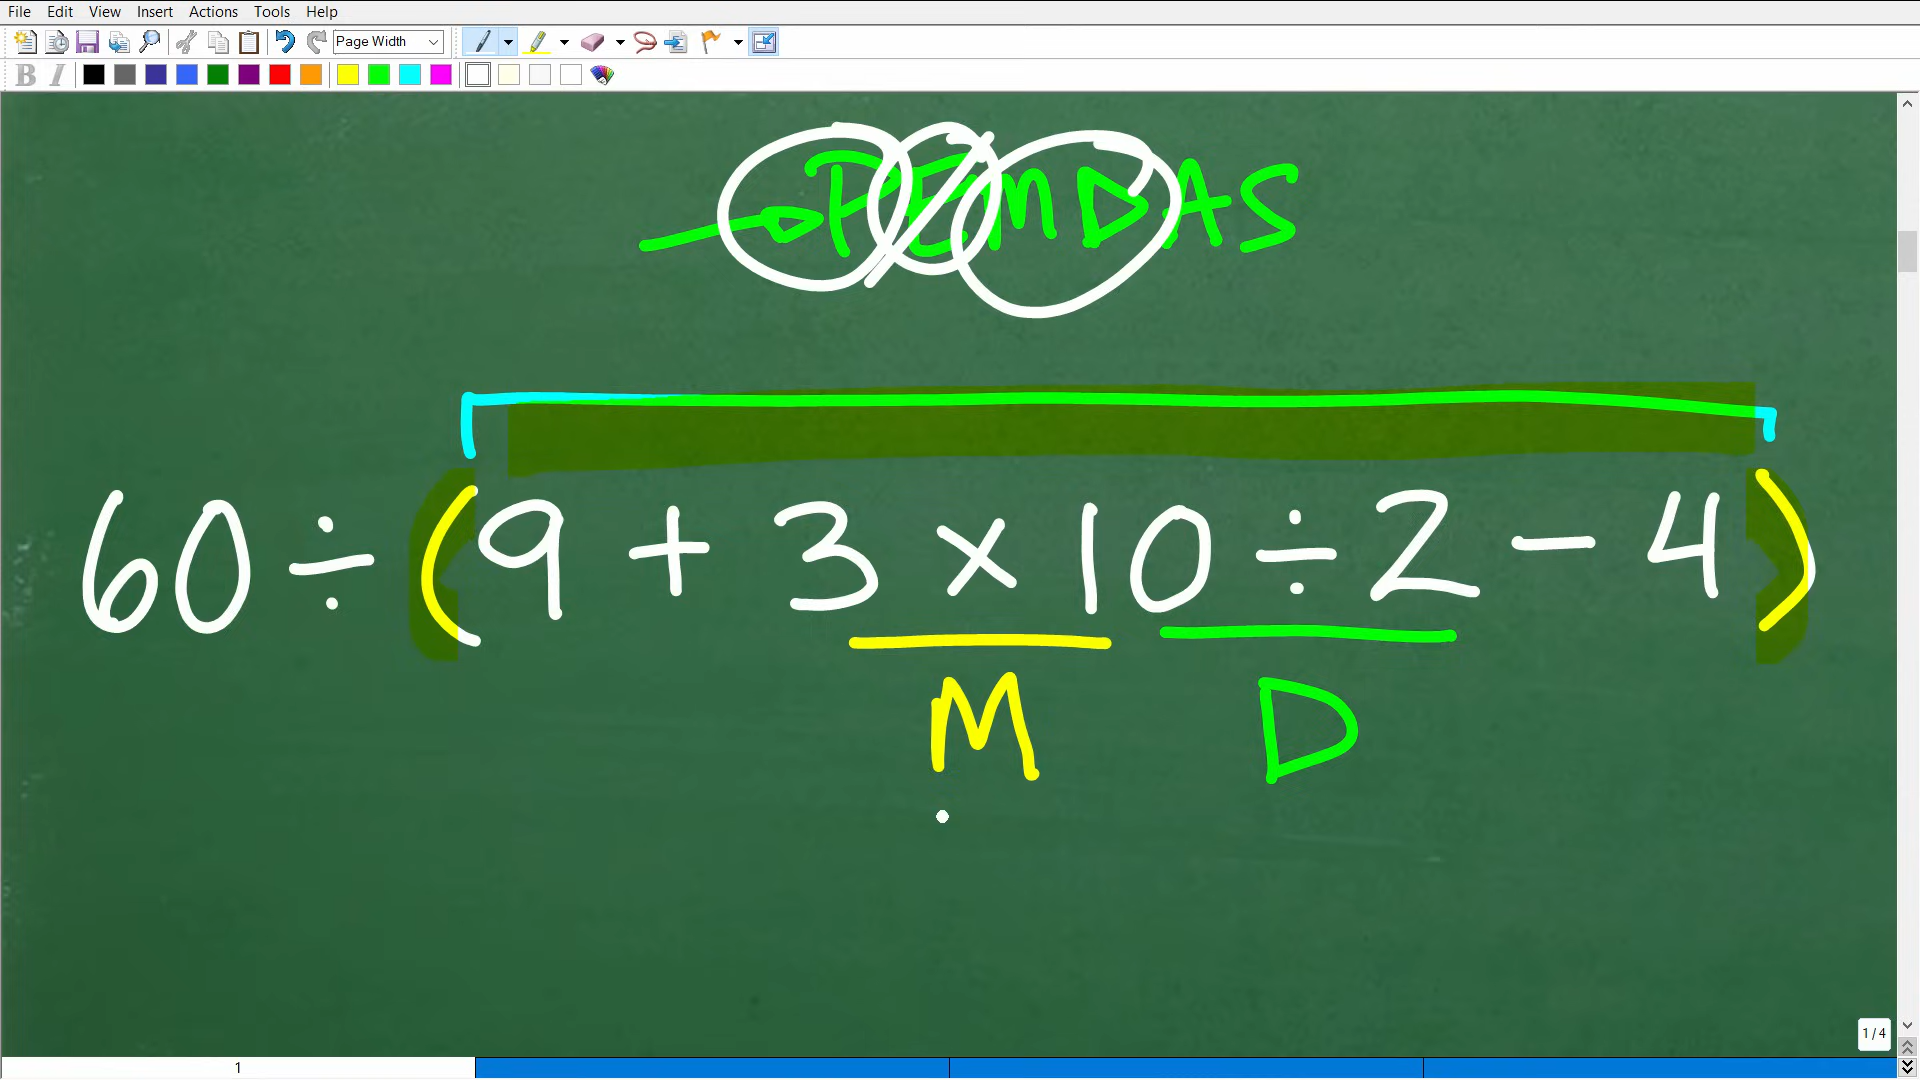 File Edit View Insert Actions Tools Help
Page Width
B I
PEMDAS
60 ÷ (9 + 3 × 10 ÷ 2 − 4)
M D
1 / 4
1